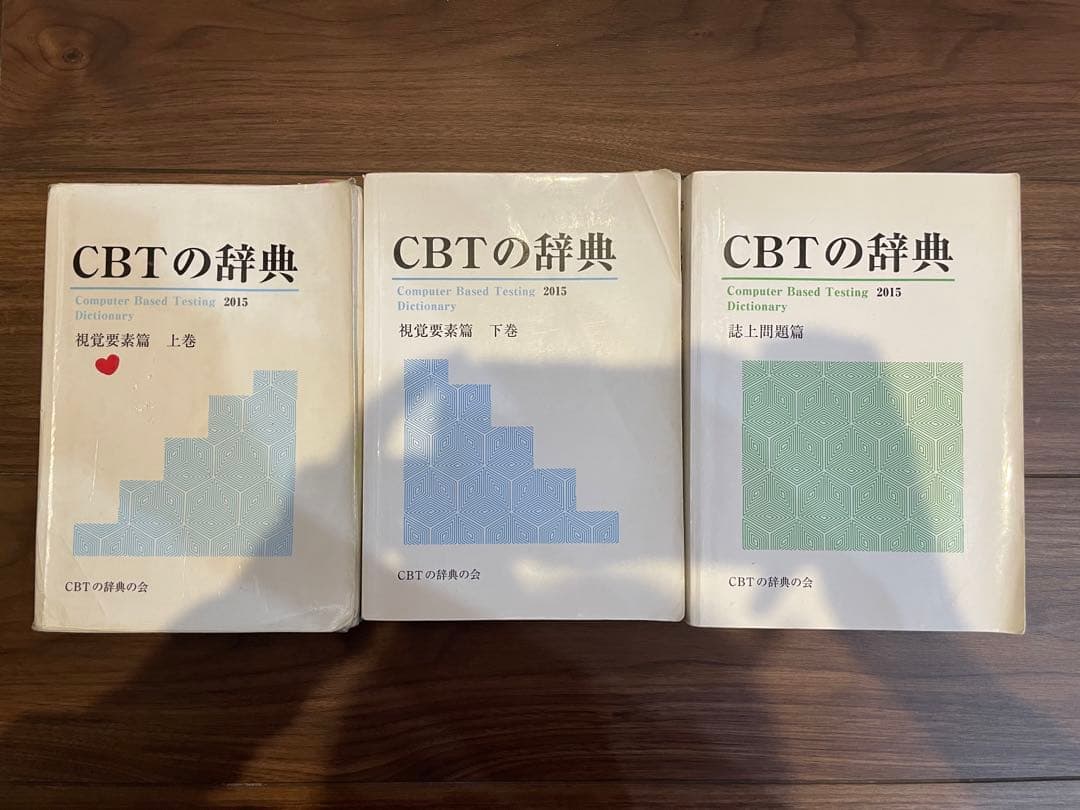 CBTの辞典
Computer Based Testing 2015
Dictionary
視覚要素篇 上巻
CBTの辞典の会
CBTの辞典
Computer Based Testing 2015
Dictionary
視覚要素篇 下巻
CBTの辞典の会
CBTの辞典
Computer Based Testing 2015
Dictionary
誌上問題篇
CBTの辞典の会